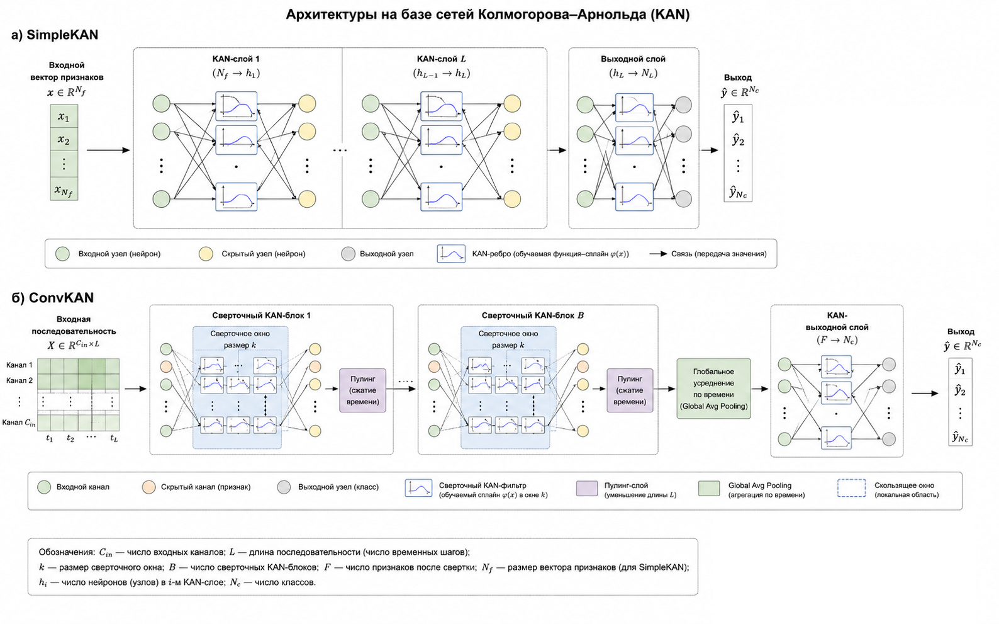 Архитектуры на базе сетей Колмогорова–Арнольда (KAN)
а) SimpleKAN
Входной
вектор признаков
x ∈ ℝ^{N_f}
x_1
x_2
⋮
x_{N_f}
KAN-слой 1
(N_f → h_1)
...
KAN-слой L
(h_{L−1} → h_L)
Выходной слой
(h_L → N_L)
Выход
ŷ ∈ ℝ^{N_c}
ŷ_1
ŷ_2
⋮
ŷ_{N_c}
Входной узел (нейрон)
Скрытый узел (нейрон)
Выходной узел
KAN-ребро (обучаемая функция–сплайн φ(x))
Связь (передача значения)
б) ConvKAN
Входная
последовательность
X ∈ ℝ^{C_{in}×L}
Канал 1
Канал 2
⋮
Канал C_{in}
t_1 t_2 ... t_L
Сверточный KAN-блок 1
Сверточное окно
размер k
Пулинг
(сжатие
времени)
....
Сверточный KAN-блок B
Сверточное окно
размер k
Пулинг
(сжатие
времени)
Глобальное
усреднение
по времени
(Global Avg Pooling)
KAN-
выходной слой
(F → N_c)
Выход
ŷ ∈ ℝ^{N_c}
ŷ_1
ŷ_2
⋮
ŷ_{N_c}
Входной канал
Скрытый канал (признак)
Выходной узел (класс)
Сверточный KAN-фильтр
(обучаемый сплайн φ(x) в окне k)
Пулинг-слой
(уменьшение длины L)
Global Avg Pooling
(агрегация по времени)
Скользящее окно
(локальная область)
Обозначения: C_{in} — число входных каналов; L — длина последовательности (число временных шагов);
k — размер сверточного окна; B — число сверточных KAN-блоков; F — число признаков после свертки; N_f — размер вектора признаков (для SimpleKAN);
h_i — число нейронов (узлов) в i-м KAN-слое; N_c — число классов.